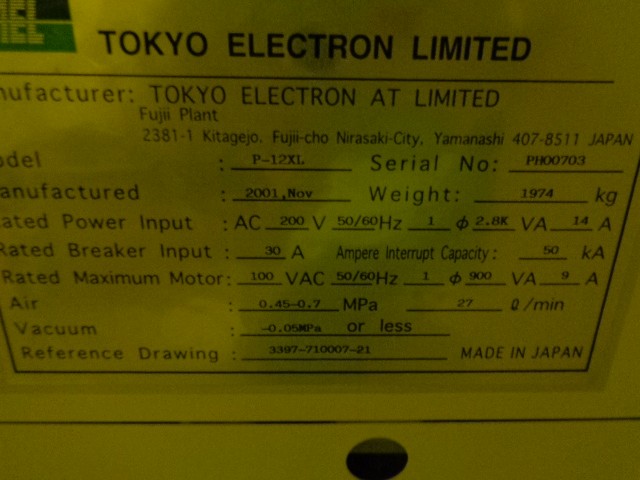 TEL
TOKYO ELECTRON LIMITED
nufacturer: TOKYO ELECTRON AT LIMITED
Fujii Plant
2381-1 Kitagejo, Fujii-cho Nirasaki-City, Yamanashi 407-8511 JAPAN
odel : P-12XL Serial No: PH00703
anufactured : 2001,Nov Weight: 1974 kg
ated Power Input : AC 200 V 50/60Hz 1 φ 2.8K VA 14 A
Rated Breaker Input : 30 A Ampere Interrupt Capacity : 50 kA
Rated Maximum Motor: 100 VAC 50/60Hz 1 φ 900 VA 9 A
Air : 0.45-0.7 MPa 27 ℓ/min
Vacuum : -0.05MPa or less
Reference Drawing : 3397-710007-21 MADE IN JAPAN